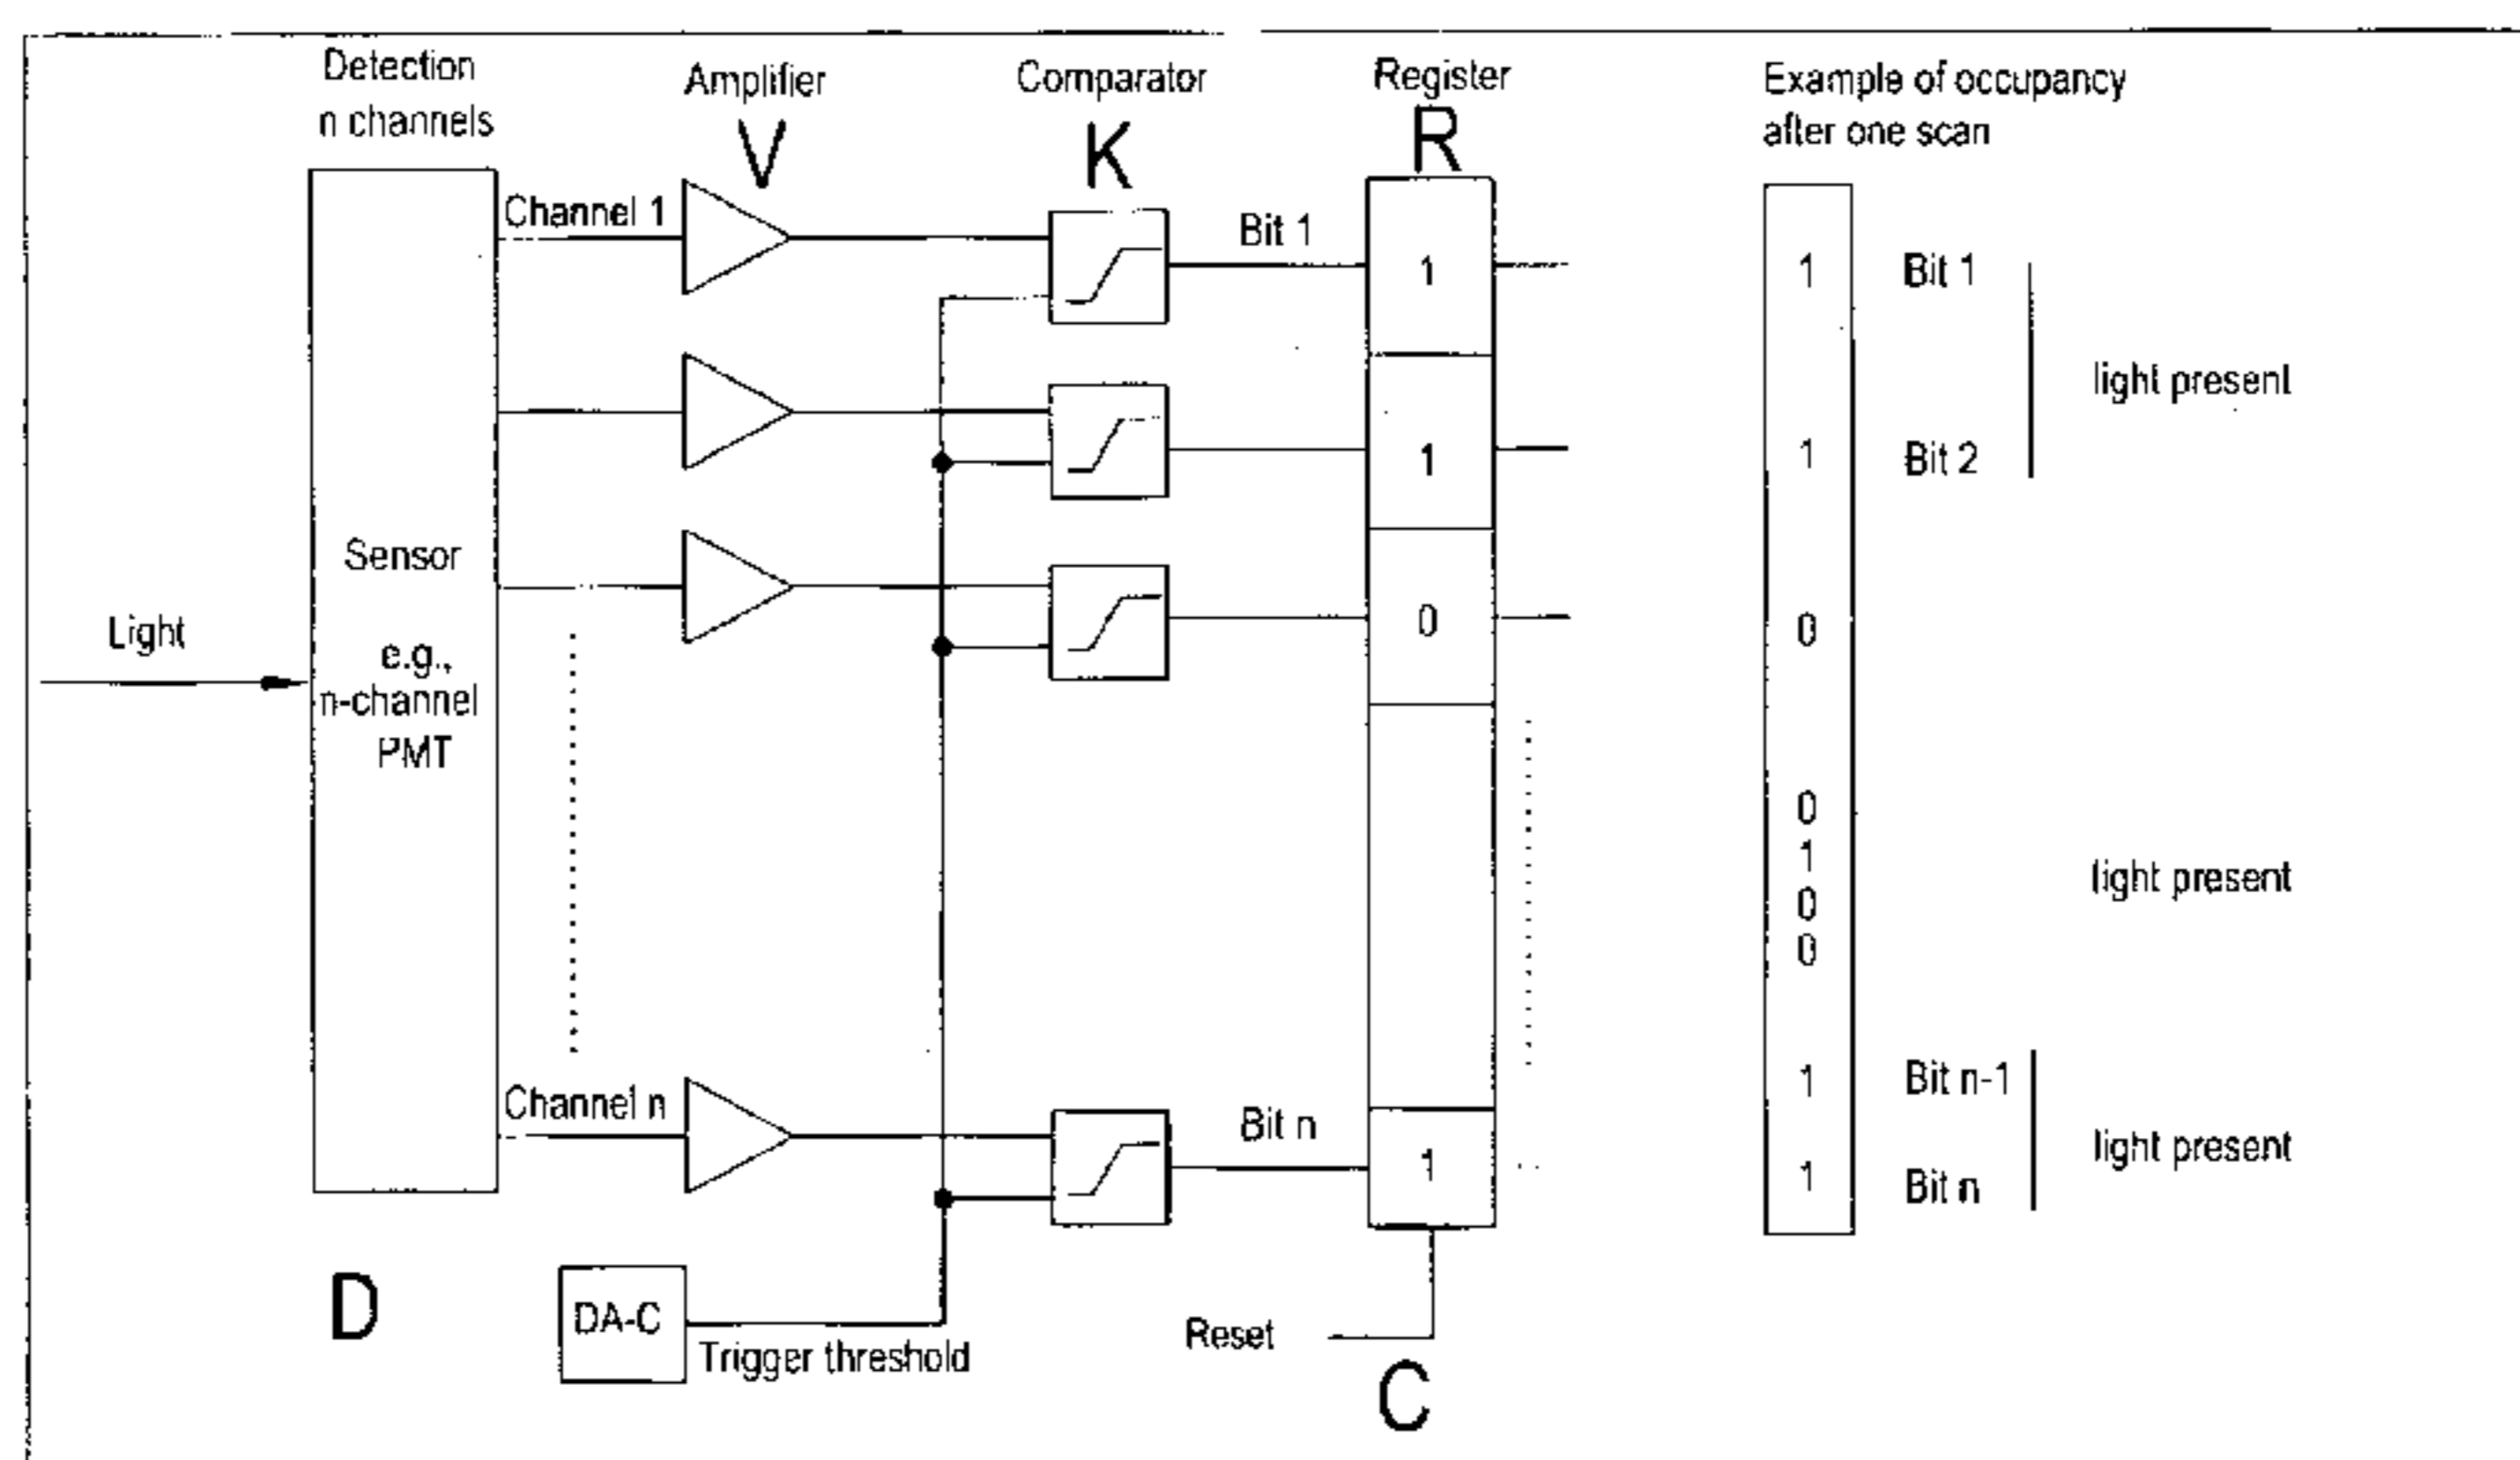 Detection
n channels
Amplifier
V
Comparator
K
Register
R
Example of occupancy
after one scan
Channel 1
Bit 1
1
1
Bit 1
light present
1
1
Bit 2
Sensor
e.g.,
n-channel
PMT
Light
0
0
0
1
0
0
light present
Channel n
Bit n
1
1
Bit n-1
light present
1
Bit n
D
DA-C
Trigger threshold
Reset
C